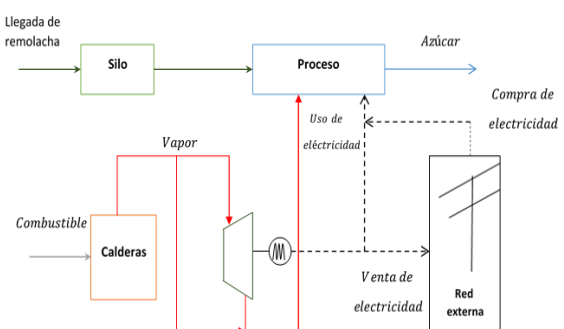 Llegada de
remolacha
Silo
Proceso
Azúcar
Compra de
electricidad
Uso de
eléctricidad
Vapor
Combustible
Calderas
Venta de
electricidad
Red
externa